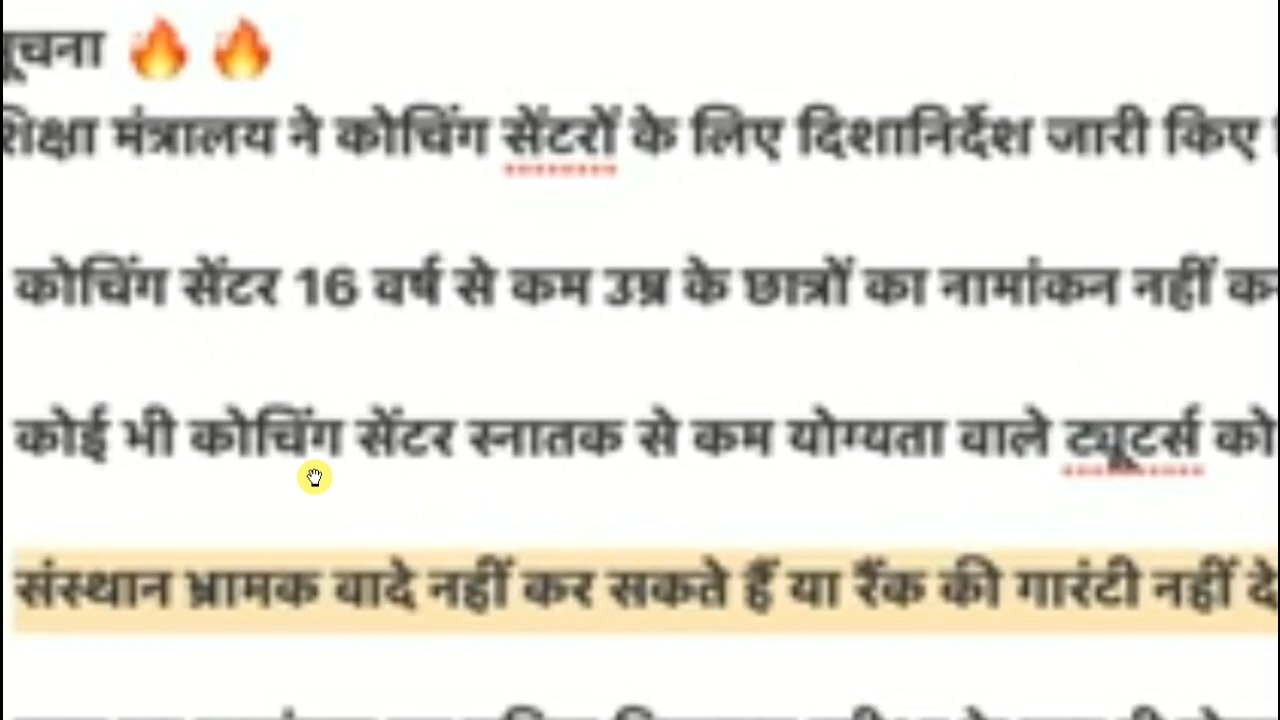 सूचना 🔥 🔥
शिक्षा मंत्रालय ने कोचिंग सेंटरों के लिए दिशानिर्देश जारी किए
कोचिंग सेंटर 16 वर्ष से कम उम्र के छात्रों का नामांकन नहीं
कोई भी कोचिंग सेंटर स्नातक से कम योग्यता वाले ट्यूटर्स को
संस्थान भ्रामक वादे नहीं कर सकते हैं या रैंक की गारंटी नहीं